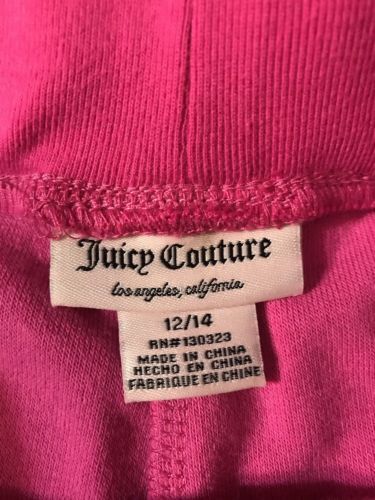 Juicy Couture
los angeles, california
12/14
RN#130323
MADE IN CHINA
HECHO EN CHINA
FABRIQUE EN CHINE